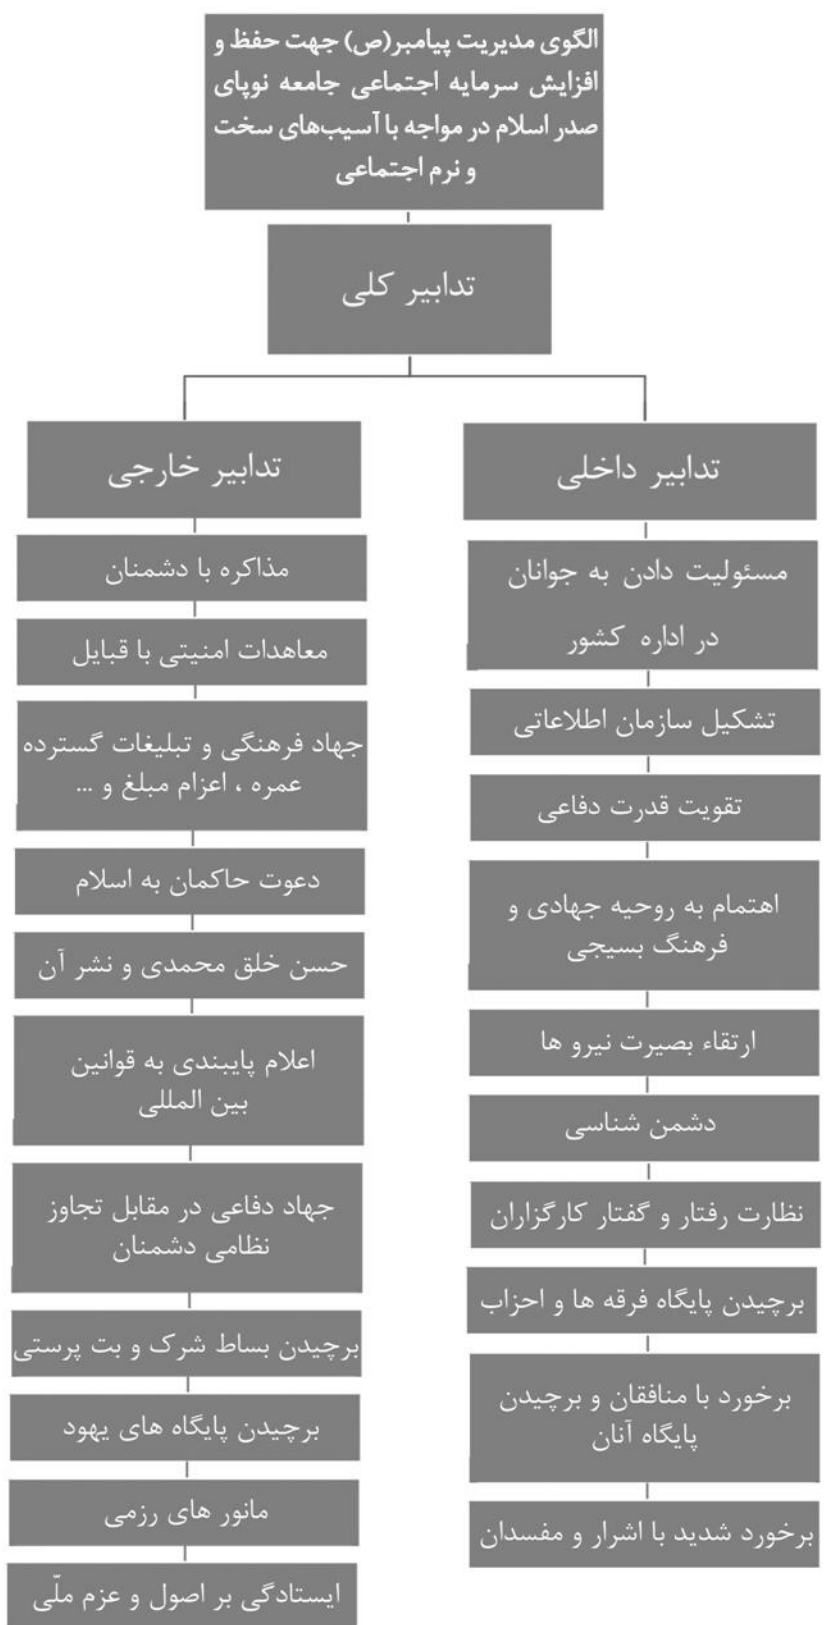 الگوی مدیریت پیامبر(ص) جهت حفظ و
افزایش سرمایه اجتماعی جامعه نوپای
صدر اسلام در مواجه با آسیب‌های سخت
و نرم اجتماعی
تدابیر کلی
تدابیر داخلی
مسئولیت دادن به جوانان
در اداره کشور
تشکیل سازمان اطلاعاتی
تقویت قدرت دفاعی
اهتمام به روحیه جهادی و
فرهنگ بسیجی
ارتقاء بصیرت نیرو ها
دشمن شناسی
نظارت رفتار و گفتار کارگزاران
برچیدن پایگاه فرقه ها و احزاب
برخورد با منافقان و برچیدن
پایگاه آنان
برخورد شدید با اشرار و مفسدان
تدابیر خارجی
مذاکره با دشمنان
معاهدات امنیتی با قبایل
جهاد فرهنگی و تبلیغات گسترده
عمره ، اعزام مبلغ و ...
دعوت حاکمان به اسلام
حسن خلق محمدی و نشر آن
اعلام پایبندی به قوانین
بین المللی
جهاد دفاعی در مقابل تجاوز
نظامی دشمنان
برچیدن بساط شرک و بت پرستی
برچیدن پایگاه های یهود
مانور های رزمی
ایستادگی بر اصول و عزم ملّی